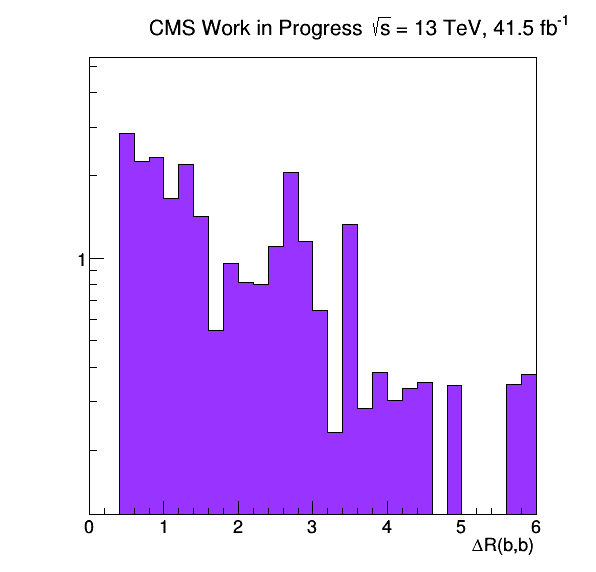 CMS Work in Progress √s = 13 TeV, 41.5 fb⁻¹
1
0 1 2 3 4 5 6
ΔR(b,b)